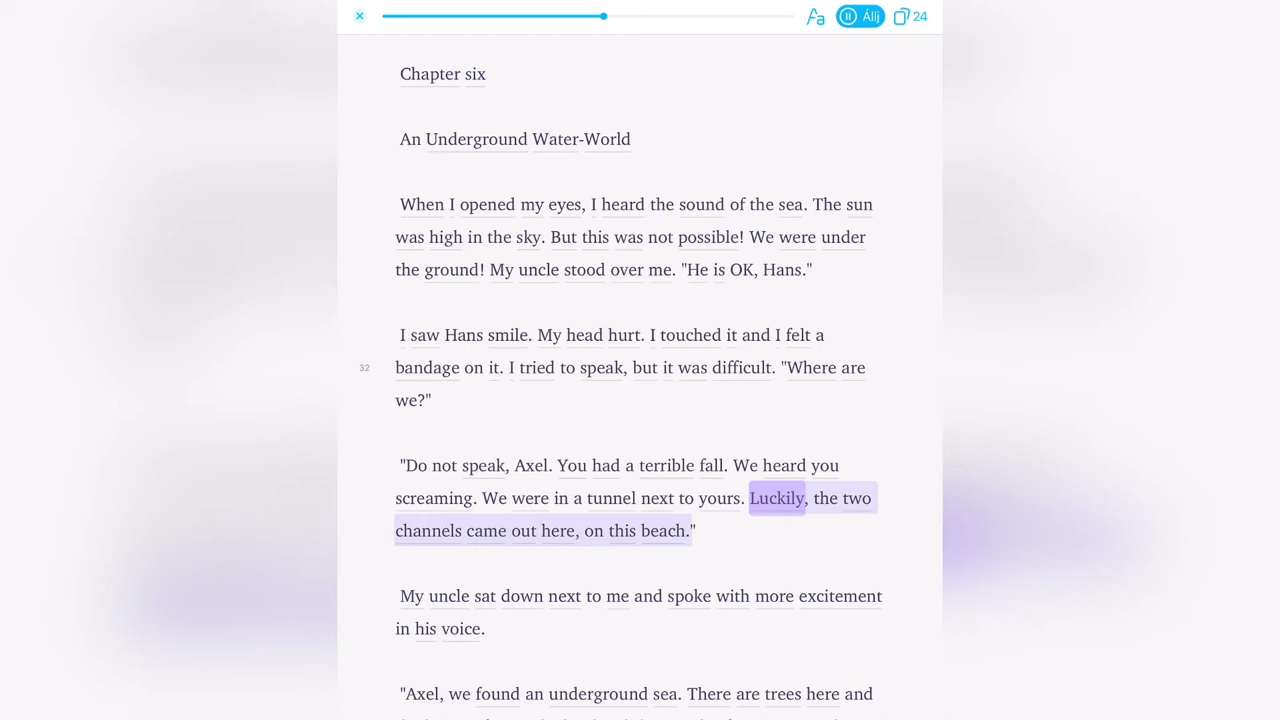 Aa Állj 24
Chapter six
An Underground Water-World
When I opened my eyes, I heard the sound of the sea. The sun
was high in the sky. But this was not possible! We were under
the ground! My uncle stood over me. "He is OK, Hans."
I saw Hans smile. My head hurt. I touched it and I felt a
32 bandage on it. I tried to speak, but it was difficult. "Where are
we?"
"Do not speak, Axel. You had a terrible fall. We heard you
screaming. We were in a tunnel next to yours. Luckily, the two
channels came out here, on this beach."
My uncle sat down next to me and spoke with more excitement
in his voice.
"Axel, we found an underground sea. There are trees here and